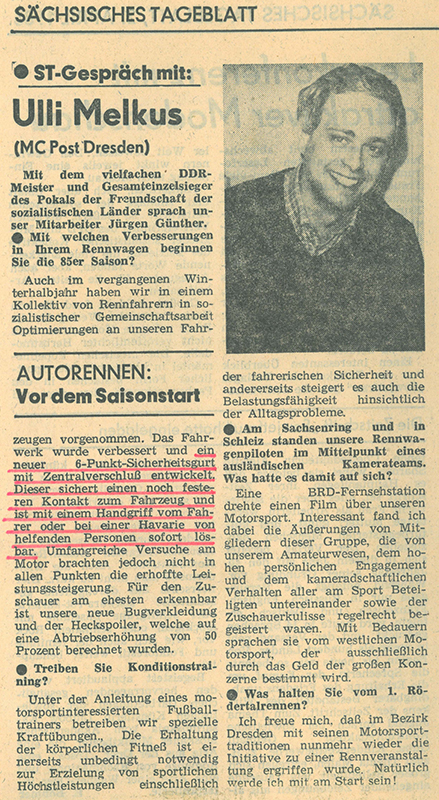 SÄCHSISCHES TAGEBLATT
● ST-Gespräch mit:
Ulli Melkus
(MC Post Dresden)
Mit dem vielfachen DDR-
Meister und Gesamteinzelsieger
des Pokals der Freundschaft der
sozialistischen Länder sprach un-
ser Mitarbeiter Jürgen Günther.
● Mit welchen Verbesserungen
in Ihrem Rennwagen beginnen
Sie die 85er Saison?
Auch im vergangenen Win-
terhalbjahr haben wir in einem
Kollektiv von Rennfahrern in so-
zialistischer Gemeinschaftsarbeit
Optimierungen an unseren Fahr-
AUTORENNEN:
Vor dem Saisonstart
zeugen vorgenommen. Das Fahr-
werk wurde verbessert und ein
neuer 6-Punkt-Sicherheitsgurt
mit Zentralverschluß entwickelt.
Dieser sichert einen noch feste-
ren Kontakt zum Fahrzeug und
ist mit einem Handgriff vom Fah-
rer oder bei einer Havarie von
helfenden Personen sofort lös-
bar. Umfangreiche Versuche am
Motor brachten jedoch nicht in
allen Punkten die erhoffte Lei-
stungssteigerung. Für den Zu-
schauer am ehesten erkennbar
ist unsere neue Bugverkleidung
und der Heckspoiler, welche auf
eine Abtriebserhöhung von 50
Prozent berechnet wurden.
● Treiben Sie Konditionstrai-
ning?
Unter der Anleitung eines mo-
torsportinteressierten Fußball-
trainers betreiben wir spezielle
Kraftübungen., Die Erhaltung
der körperlichen Fitneß ist ei-
nerseits unbedingt notwendig
zur Erzielung von sportlichen
Höchstleistungen einschließlich
der fahrerischen Sicherheit und
andererseits steigert es auch die
Belastungsfähigkeit hinsichtlich
der Alltagsprobleme.
● Am Sachsenring und in
Schleiz standen unsere Rennwa-
genpiloten im Mittelpunkt eines
ausländischen Kamerateams.
Was hatte es damit auf sich?
Eine BRD-Fernsehstation
drehte einen Film über unseren
Motorsport. Interessant fand ich
dabei die Äußerungen von Mit-
gliedern dieser Gruppe, die von
unserem Amateurwesen, dem ho-
hen persönlichen Engagement
und dem kameradschaftlichen
Verhalten aller am Sport Betei-
ligten untereinander sowie der
Zuschauerkulisse regelrecht be-
geistert waren. Mit Bedauern
sprachen sie vom westlichen Mo-
torsport, der ausschließlich
durch das Geld der großen Kon-
zerne bestimmt wird.
● Was halten Sie vom 1. Rö-
dertalrennen?
Ich freue mich, daß im Bezirk
Dresden mit seinen Motorsport-
traditionen nunmehr wieder die
Initiative zu einer Rennveranstal-
tung ergriffen wurde. Natürlich
werde ich mit am Start sein!